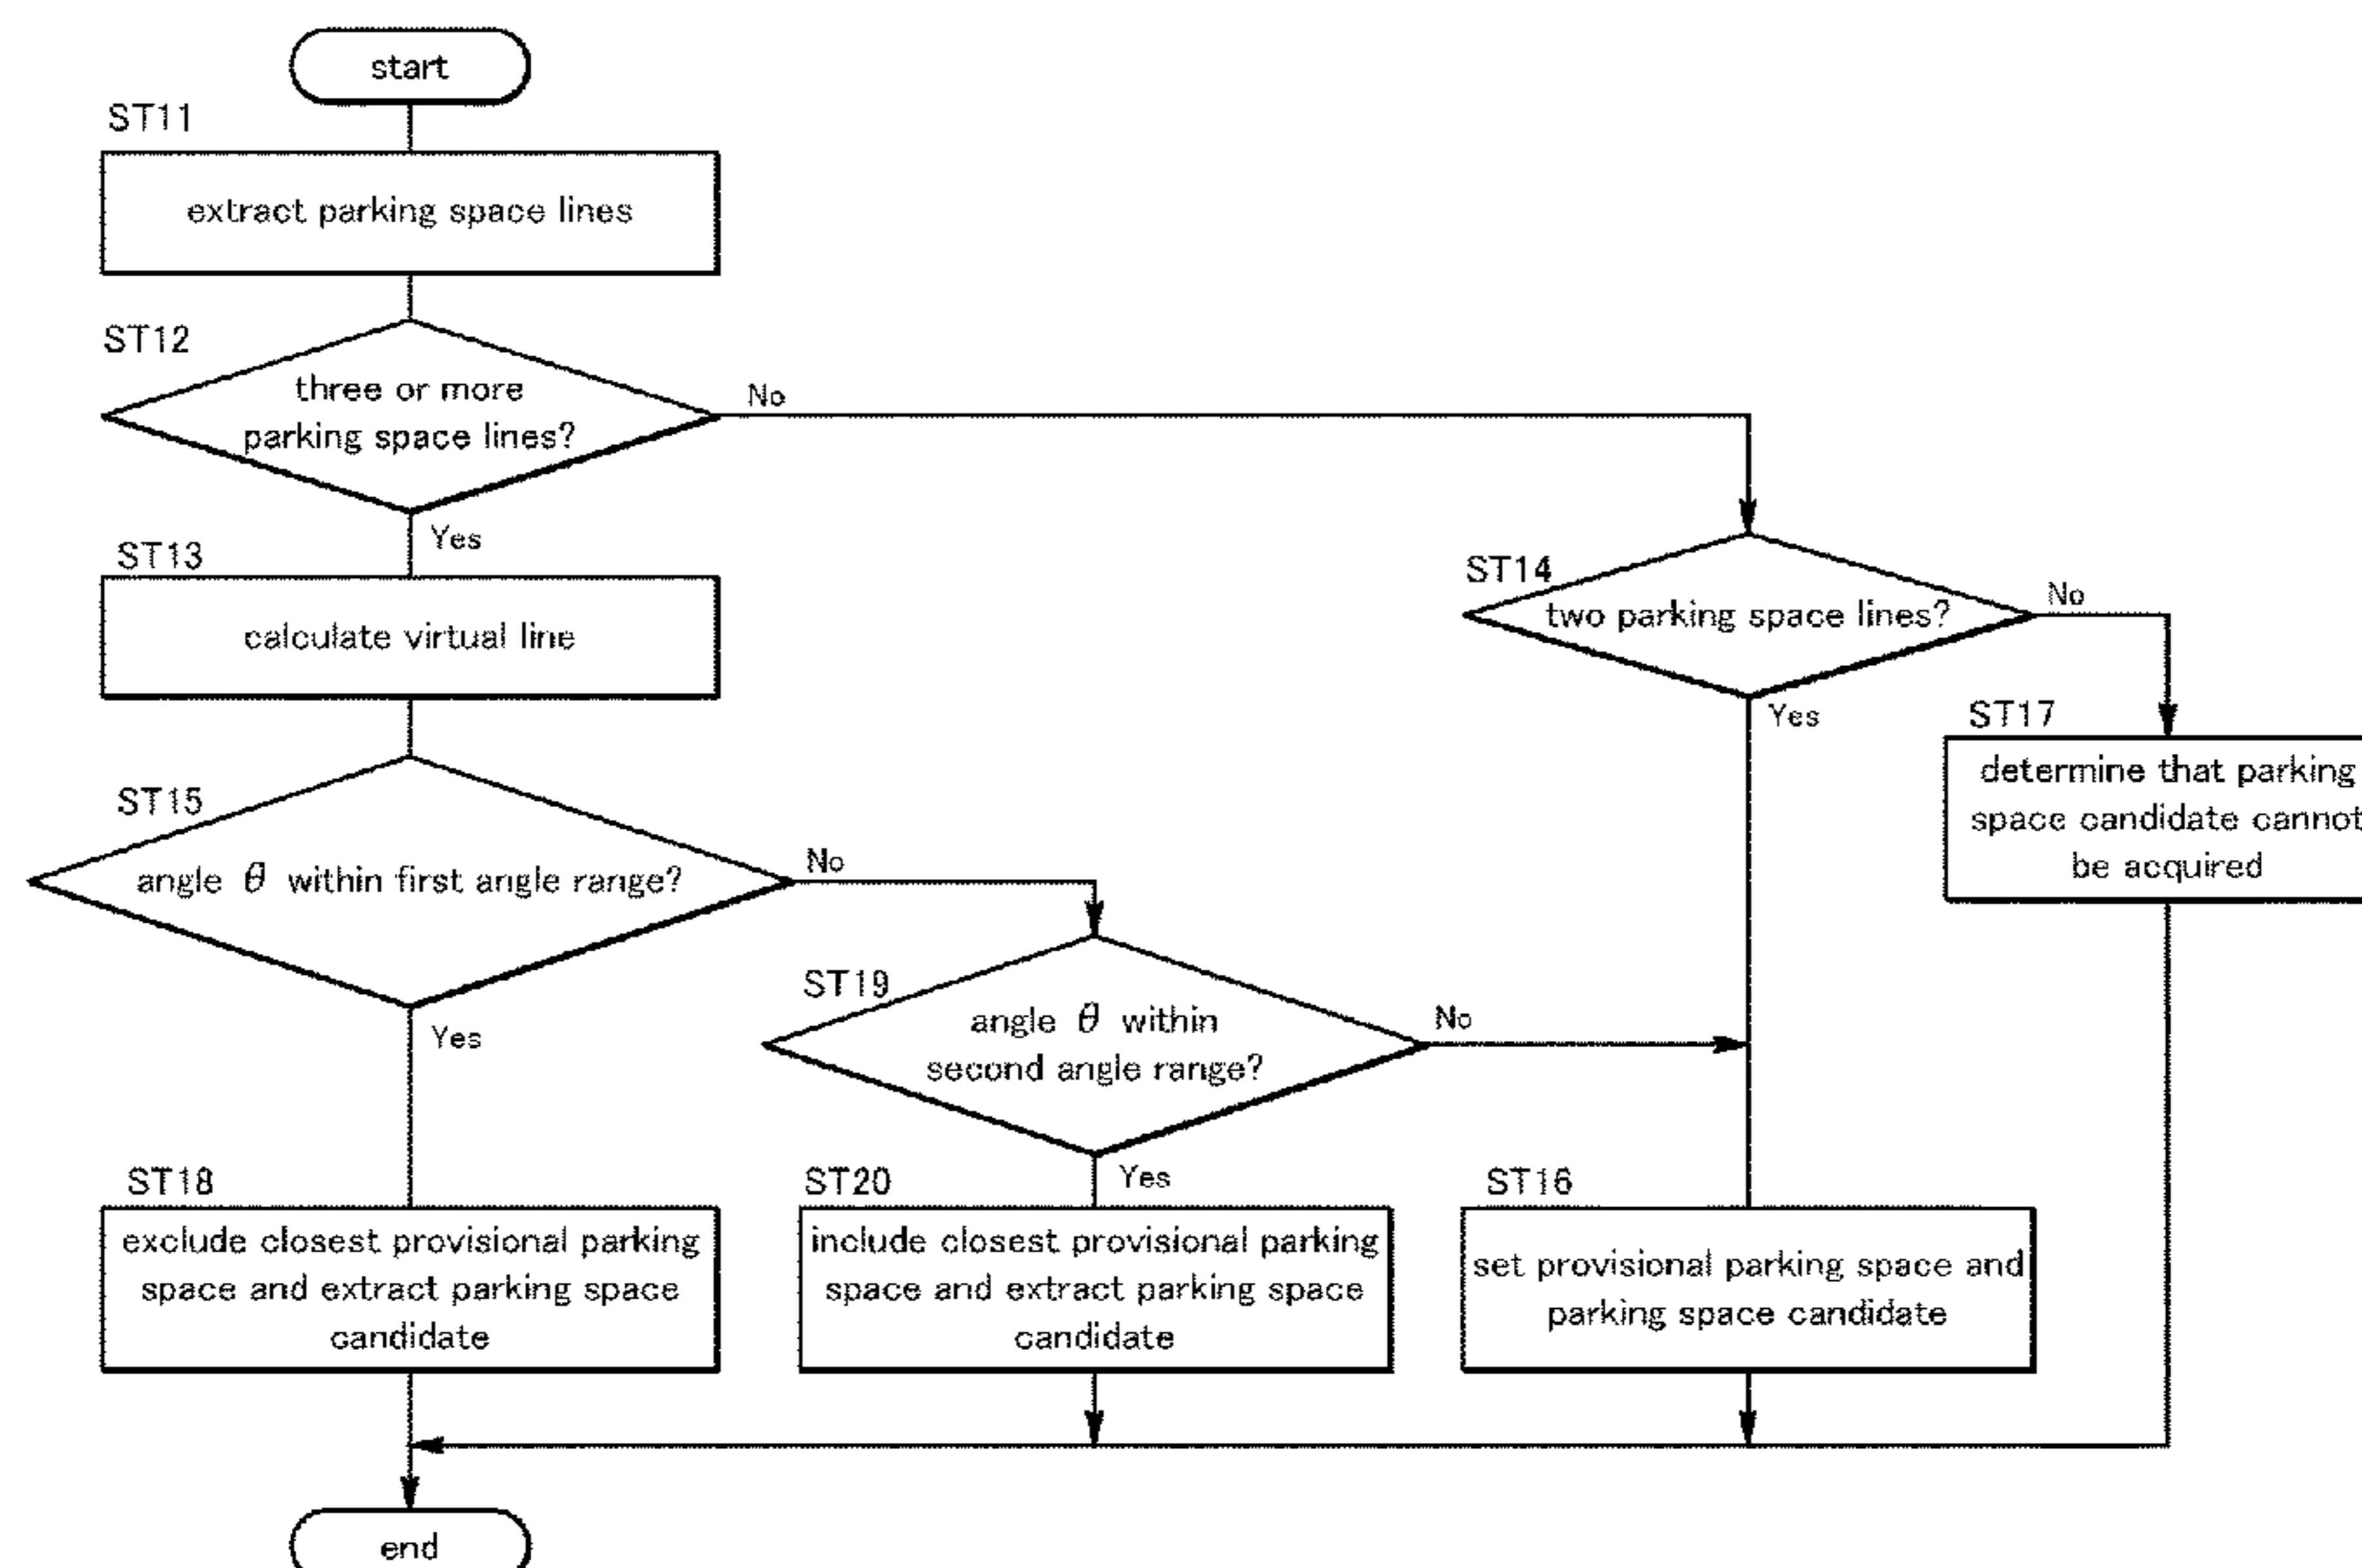 start
ST11
extract parking space lines
ST12
three or more
parking space lines?
No
Yes
ST13
calculate virtual line
ST14
two parking space lines?
No
Yes
ST17
determine that parking
space candidate cannot
be acquired
ST15
angle θ within first angle range?
No
Yes
ST19
angle θ within
second angle range?
No
Yes
ST18
exclude closest provisional parking
space and extract parking space
candidate
ST20
include closest provisional parking
space and extract parking space
candidate
ST16
set provisional parking space and
parking space candidate
end